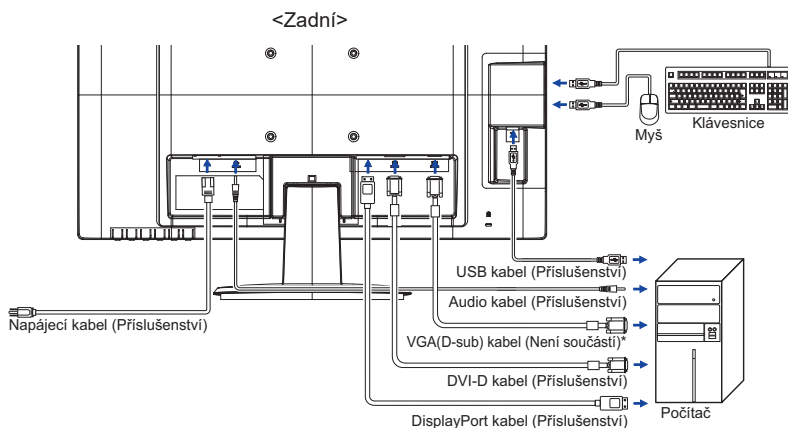 <Zadní>
Klávesnice
Myš
USB kabel (Příslušenství)
Audio kabel (Příslušenství)
Napájecí kabel (Příslušenství)
VGA(D-sub) kabel (Není součástí)*
DVI-D kabel (Příslušenství)
Počítač
DisplayPort kabel (Příslušenství)